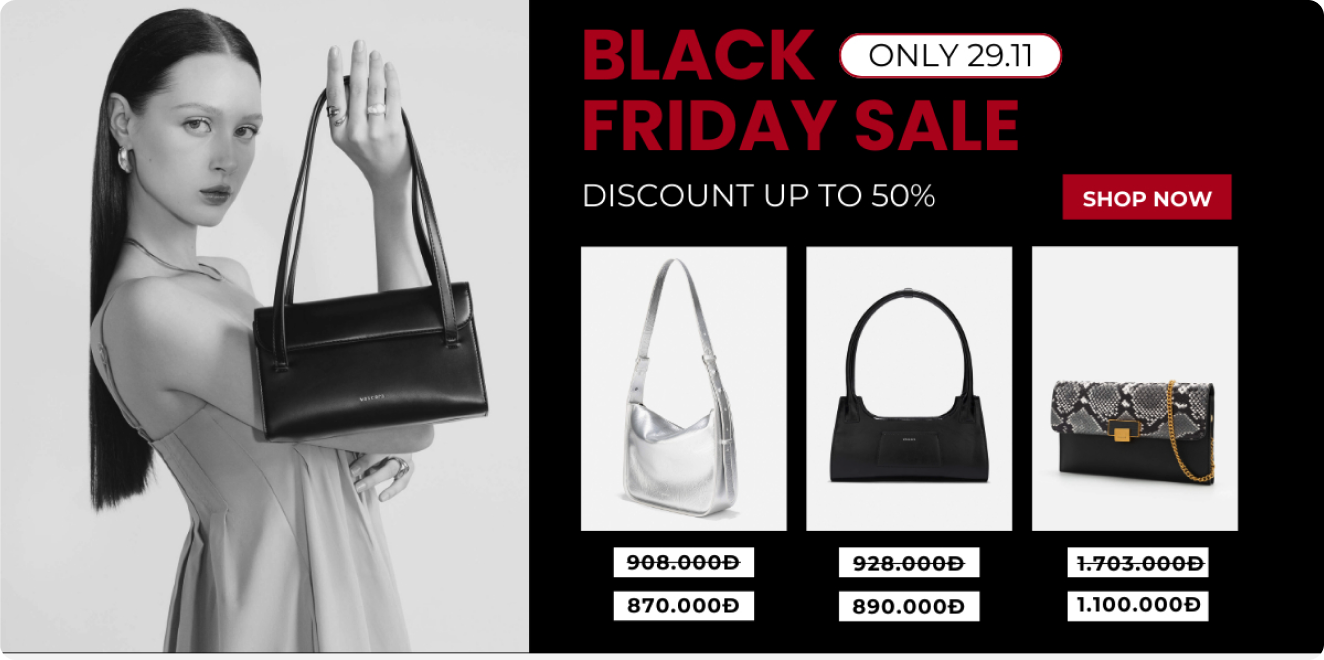 BLACK
ONLY 29.11
FRIDAY SALE
DISCOUNT UP TO 50%
SHOP NOW
908.000Đ
928.000Đ
1.703.000Đ
870.000Đ
890.000Đ
1.100.000Đ